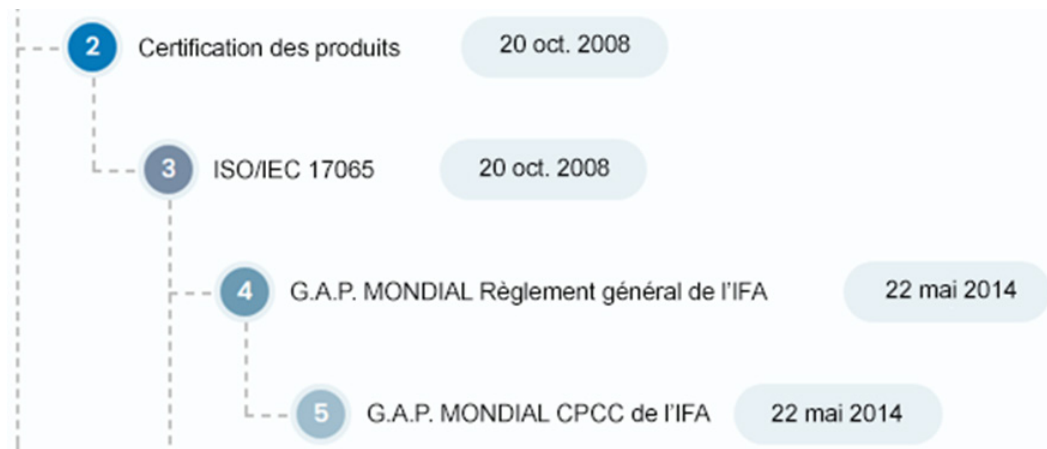 2 Certification des produits 20 oct. 2008
3 ISO/IEC 17065 20 oct. 2008
4 G.A.P. MONDIAL Règlement général de l'IFA 22 mai 2014
5 G.A.P. MONDIAL CPCC de l'IFA 22 mai 2014